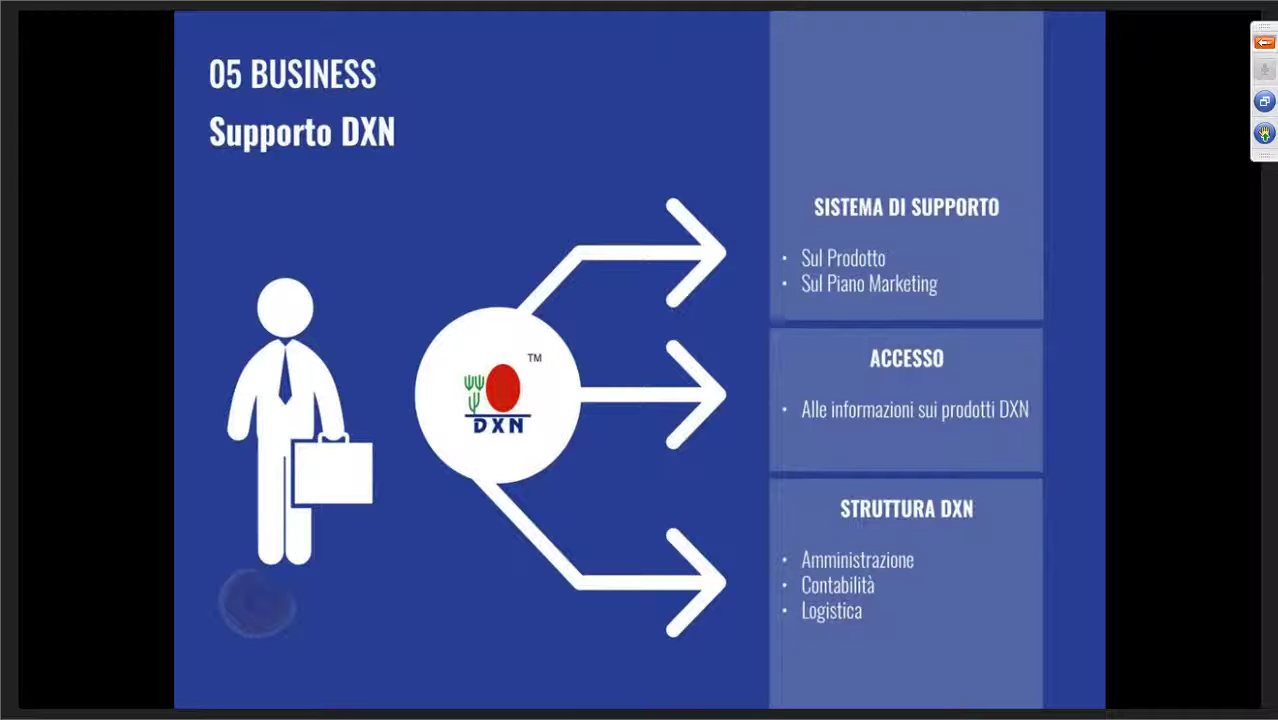 05 BUSINESS
Supporto DXN
SISTEMA DI SUPPORTO
• Sul Prodotto
• Sul Piano Marketing
TM
DXN
ACCESSO
• Alle informazioni sui prodotti DXN
STRUTTURA DXN
• Amministrazione
• Contabilità
• Logistica